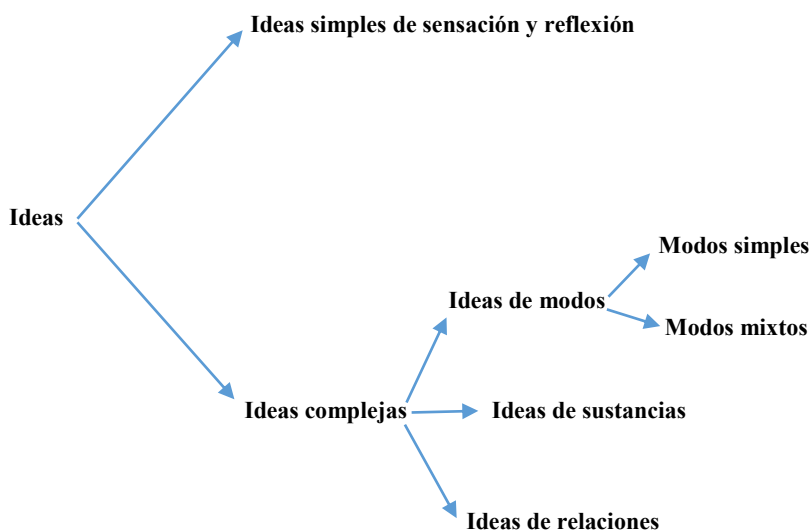 Ideas simples de sensación y reflexión
Ideas
Modos simples
Ideas de modos
Modos mixtos
Ideas complejas
Ideas de sustancias
Ideas de relaciones